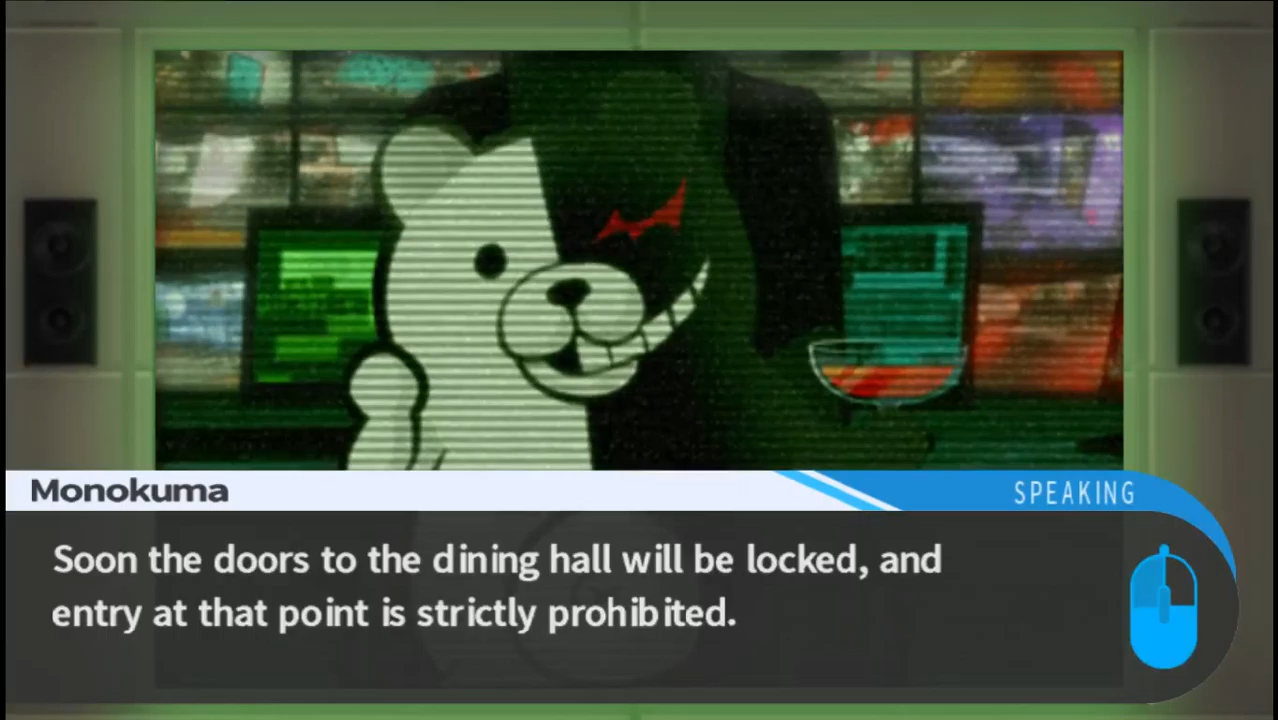 Monokuma
SPEAKING
Soon the doors to the dining hall will be locked, and
entry at that point is strictly prohibited.